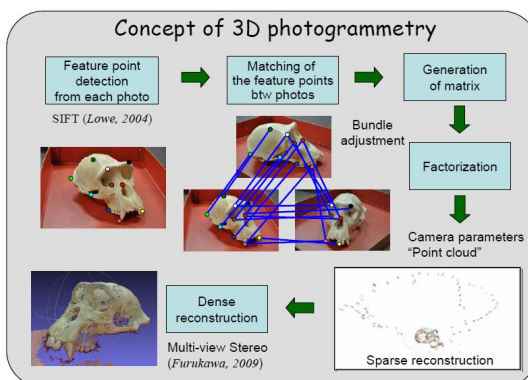 Concept of 3D photogrammetry
Feature point
detection
from each photo
SIFT (Lowe, 2004)
Matching of
the feature points
btw photos
Generation
of matrix
Bundle
adjustment
Factorization
Camera parameters
“Point cloud”
Sparse reconstruction
Dense
reconstruction
Multi-view Stereo
(Furukawa, 2009)